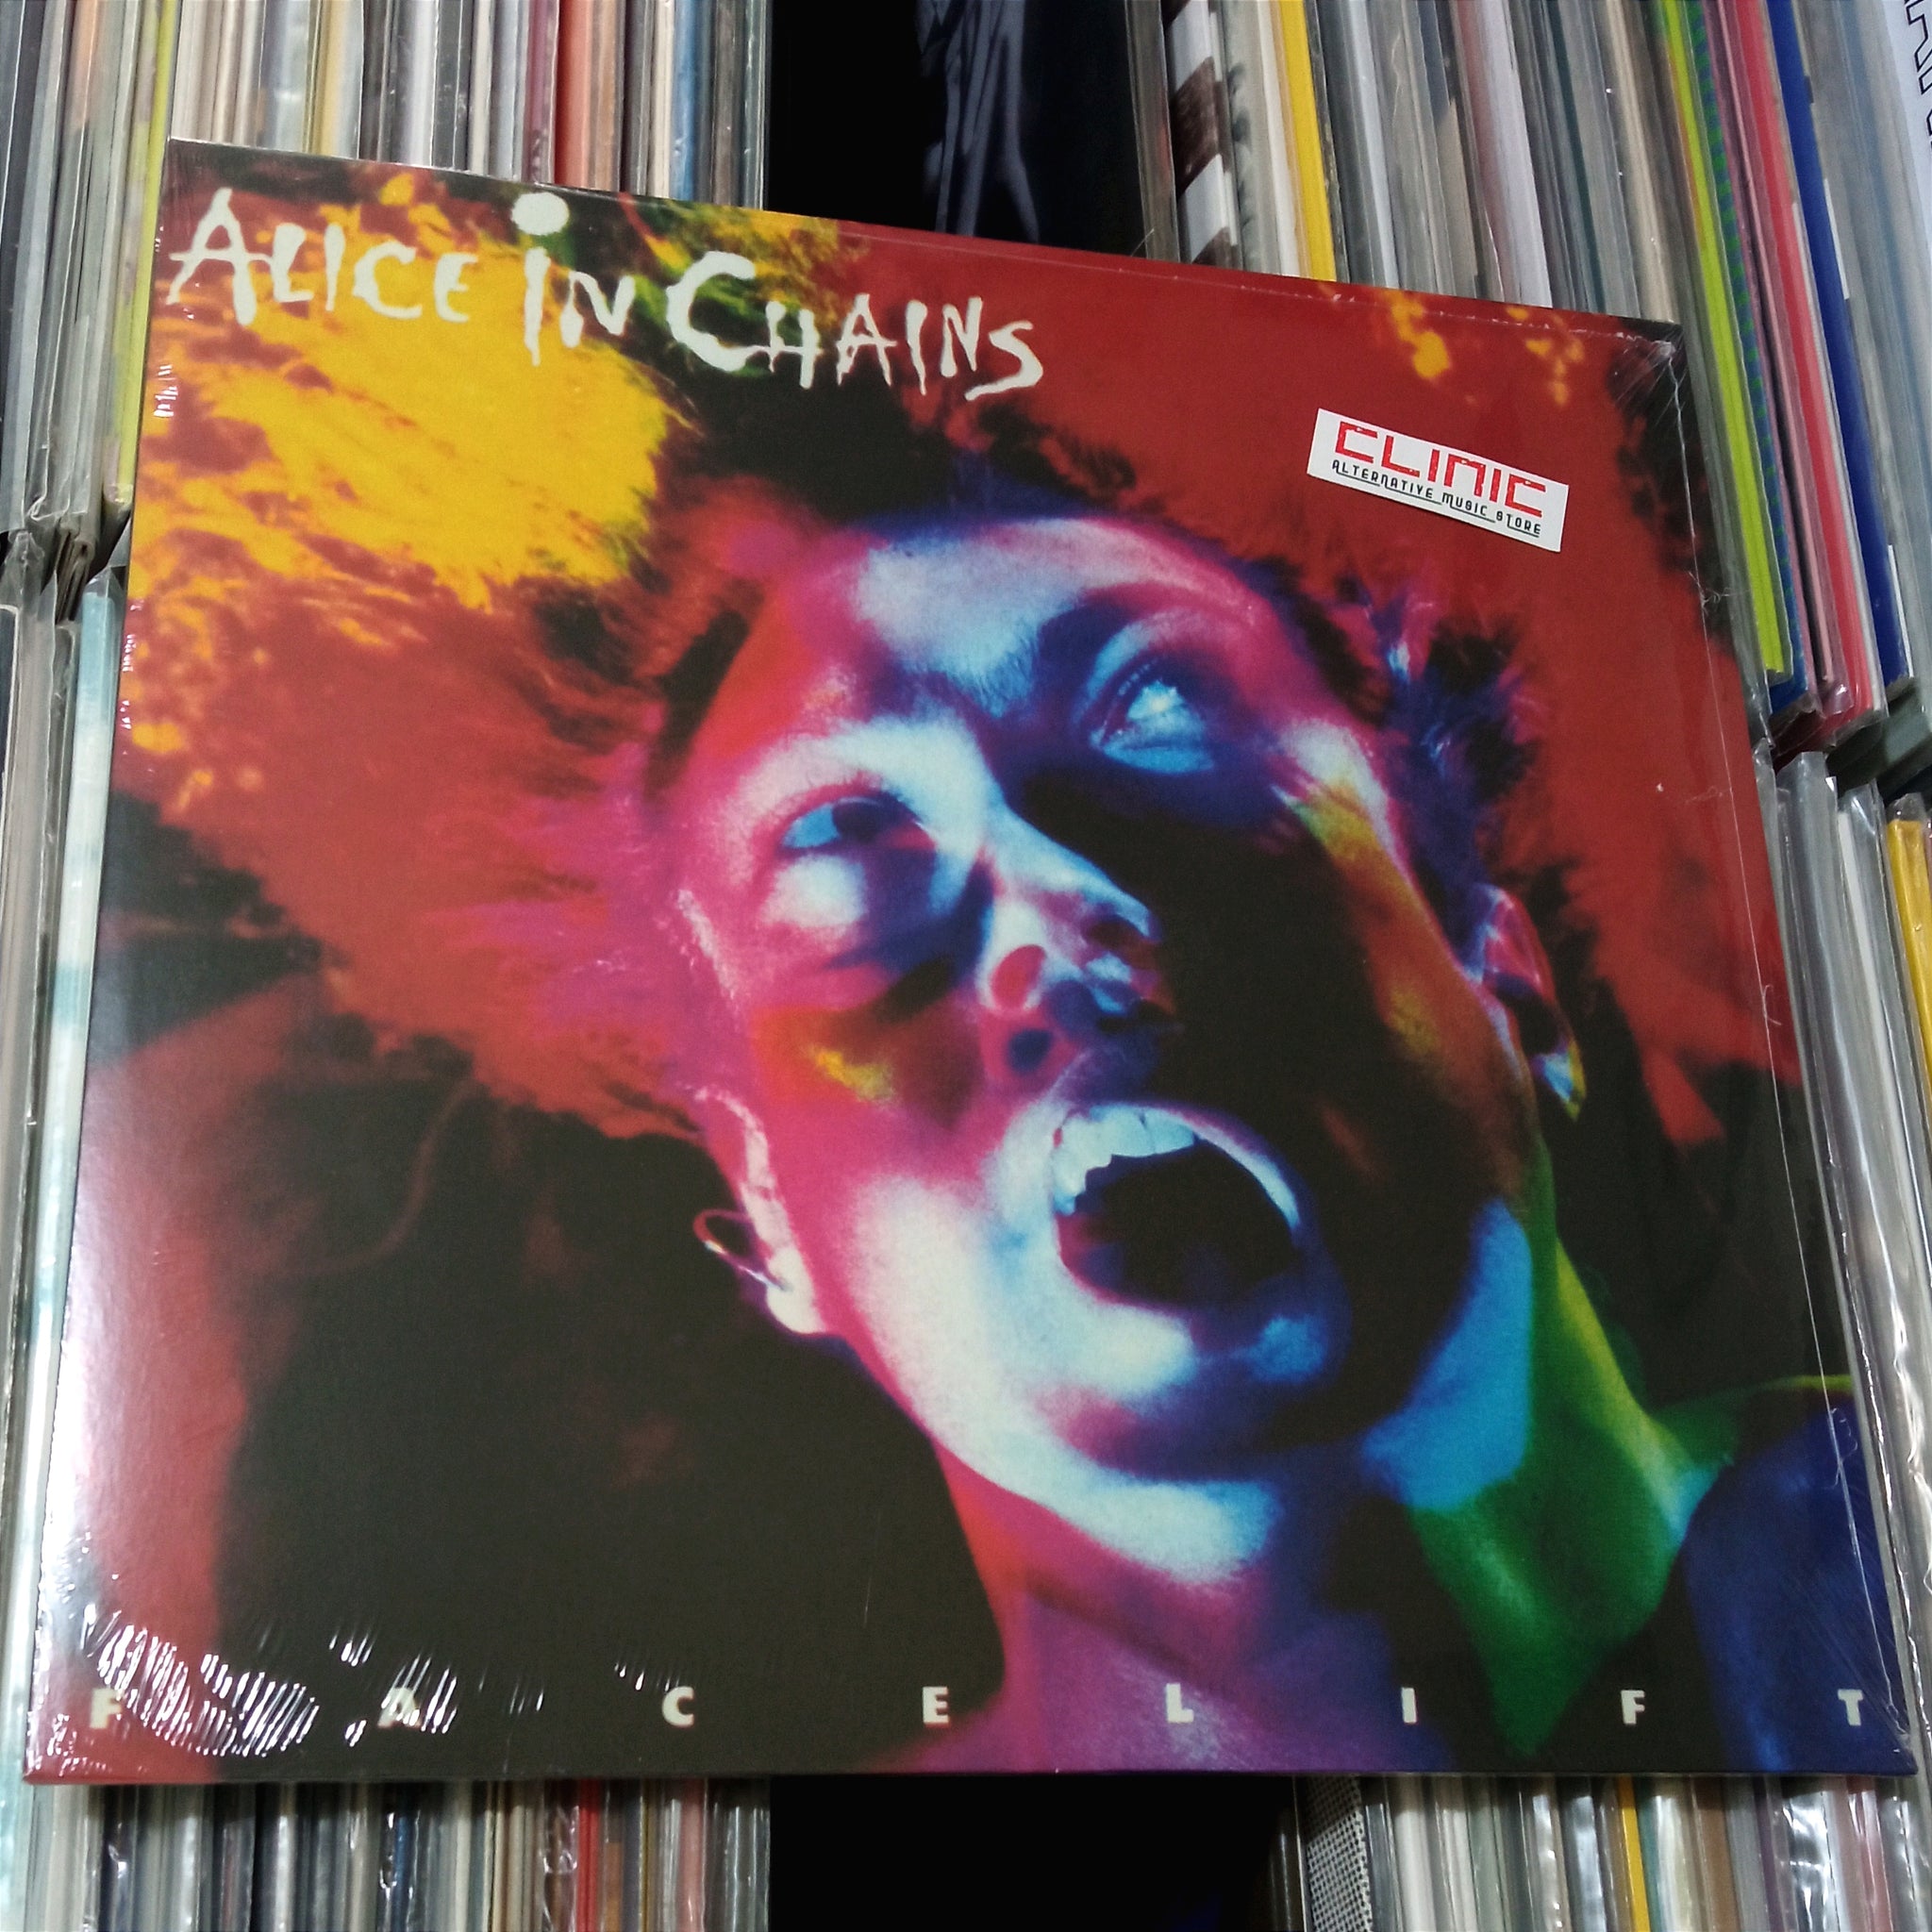 ALICE IN CHAINS
CLINIC
ALTERNATIVE MUSIC STORE
FACELIFT